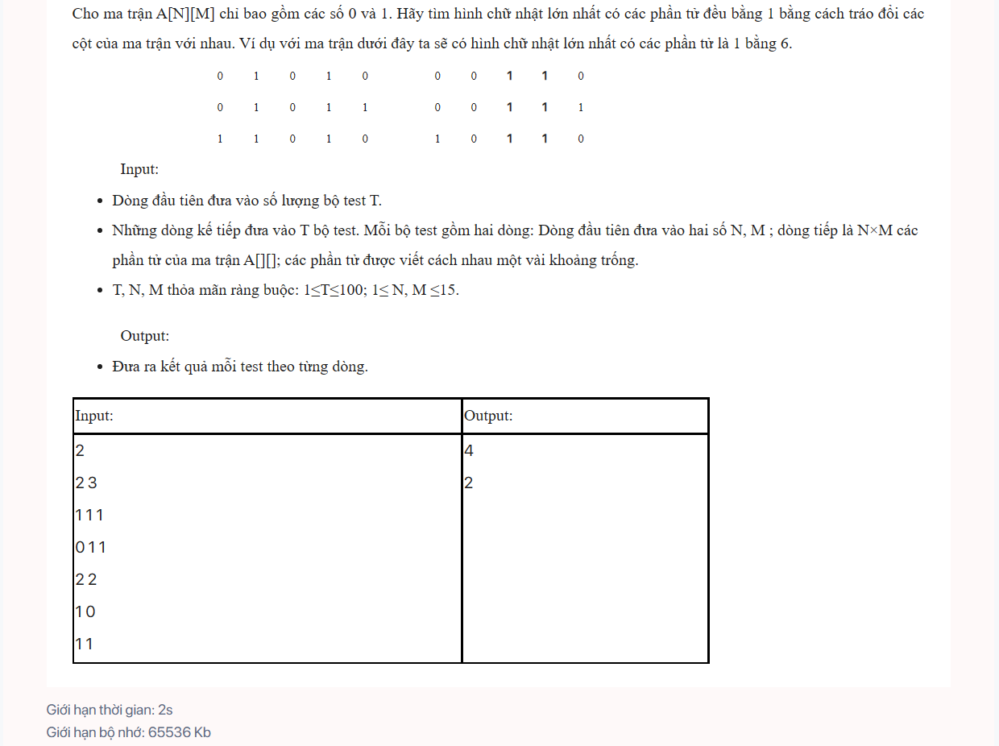 Cho ma trận A[N][M] chỉ bao gồm các số 0 và 1. Hãy tìm hình chữ nhật lớn nhất có các phần tử đều bằng 1 bằng cách tráo đổi các
cột của ma trận với nhau. Ví dụ với ma trận dưới đây ta sẽ có hình chữ nhật lớn nhất có các phần tử là 1 bằng 6.
0 1 0 1 0 0 0 1 1 0
0 1 0 1 1 0 0 1 1 1
1 1 0 1 0 1 0 1 1 0
Input:
• Dòng đầu tiên đưa vào số lượng bộ test T.
• Những dòng kế tiếp đưa vào T bộ test. Mỗi bộ test gồm hai dòng: Dòng đầu tiên đưa vào hai số N, M ; dòng tiếp là N×M các
phần tử của ma trận A[][]; các phần tử được viết cách nhau một vài khoảng trống.
• T, N, M thỏa mãn ràng buộc: 1≤T≤100; 1≤ N, M ≤15.
Output:
• Đưa ra kết quả mỗi test theo từng dòng.
Input: Output:
2 4
2 3 2
1 1 1
0 1 1
2 2
1 0
1 1
Giới hạn thời gian: 2s
Giới hạn bộ nhớ: 65536 Kb